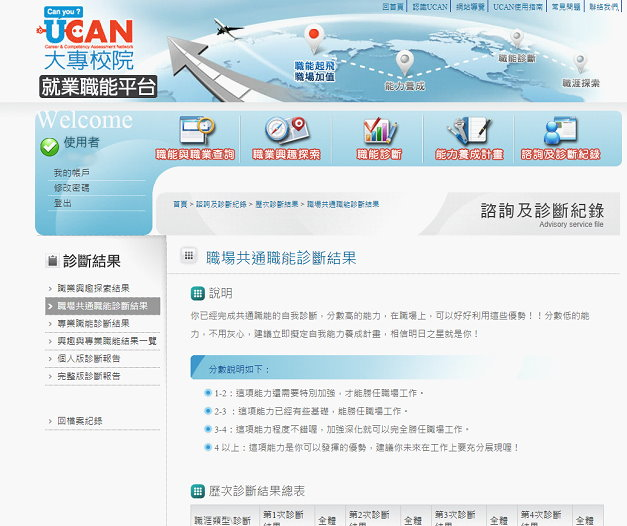 回首頁 | 認識UCAN | 網站導覽 | UCAN使用指南 | 常見問題 | 聯絡我們
Can you ?
UCAN
Career & Competency Assessment Network
大專校院
就業職能平台
職能起飛
職場加值
能力養成
職能診斷
職涯探索
Welcome
使用者
我的帳戶
修改密碼
登出
職能與職業查詢
職業興趣探索
職能診斷
能力養成計畫
諮詢及診斷紀錄
首頁 > 諮詢及診斷紀錄 > 歷次診斷結果 > 職場共通職能診斷結果
諮詢及診斷紀錄
Advisory service file
診斷結果
職業興趣探索結果
職場共通職能診斷結果
專業職能診斷結果
興趣與專業職能結果一覽
個人版診斷報告
完整版診斷報告
回檔案紀錄
職場共通職能診斷結果
說明
你已經完成共通職能的自我診斷，分數高的能力，在職場上，可以好好利用這些優勢！！分數低的能
力，不用灰心，建議立即擬定自我能力養成計畫，相信明日之星就是你！
分數說明如下：
1-2：這項能力還需要特別加強，才能勝任職場工作。
2-3 ：這項能力已經有些基礎，能勝任職場工作。
3-4：這項能力程度不錯喔，加強深化就可以完全勝任職場工作。
4 以上：這項能力是你可以發揮的優勢，建議你未來在工作上要充分展現喔！
歷次診斷結果總表
職涯類型\診斷 第1次診斷 全體 第2次診斷 全體 第3次診斷 全體 第4次診斷 全體